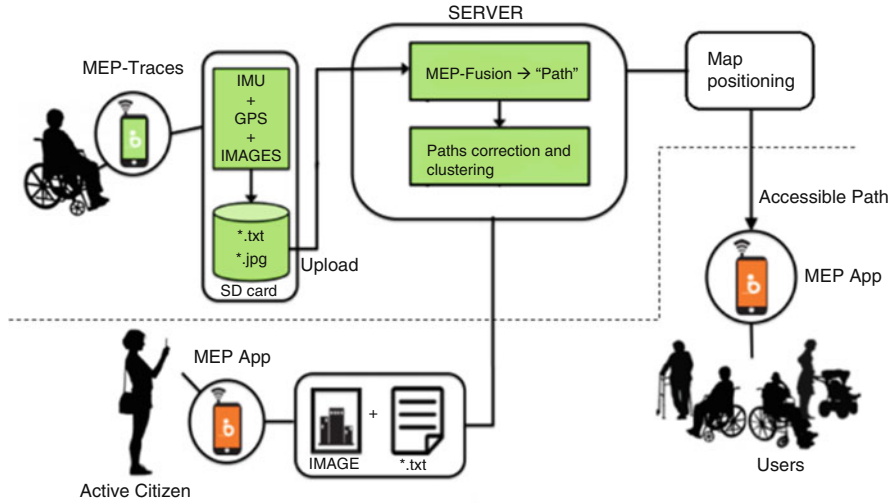 SERVER
MEP-Traces
IMU
+
GPS
+
IMAGES
*.txt
*.jpg
SD card
Upload
MEP-Fusion → “Path”
Paths correction and
clustering
Map
positioning
Accessible Path
MEP App
Users
MEP App
Active Citizen
IMAGE
+
*.txt